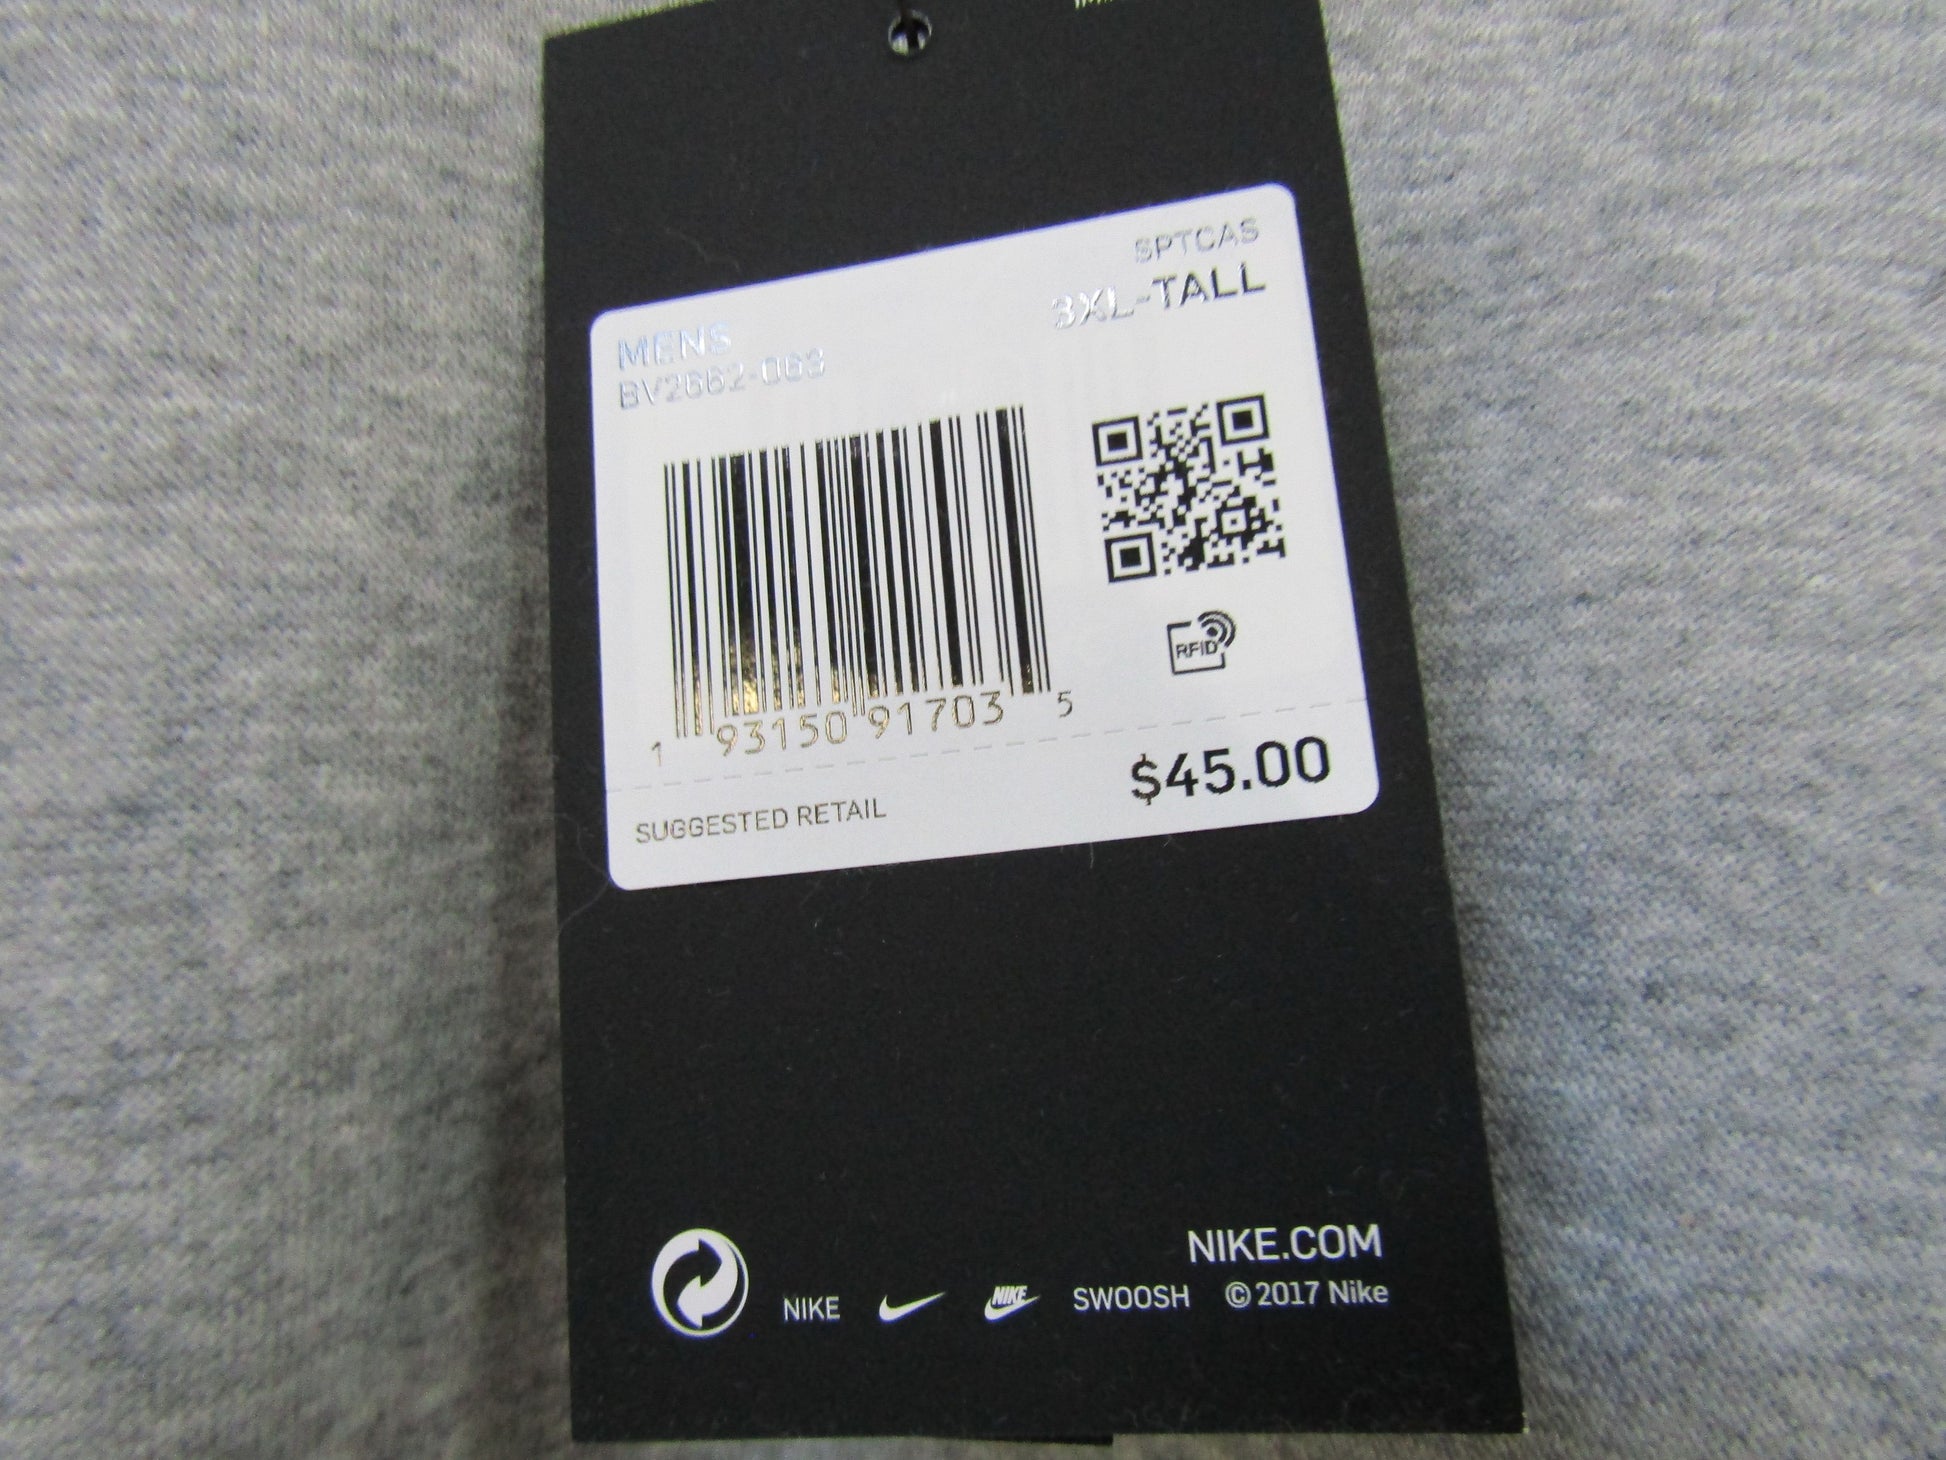 SPTCAS
3XL-TALL
MENS
BV2662-063
RFID
1 93150 91703 5
$45.00
SUGGESTED RETAIL
NIKE.COM
NIKE NIKE SWOOSH © 2017 Nike